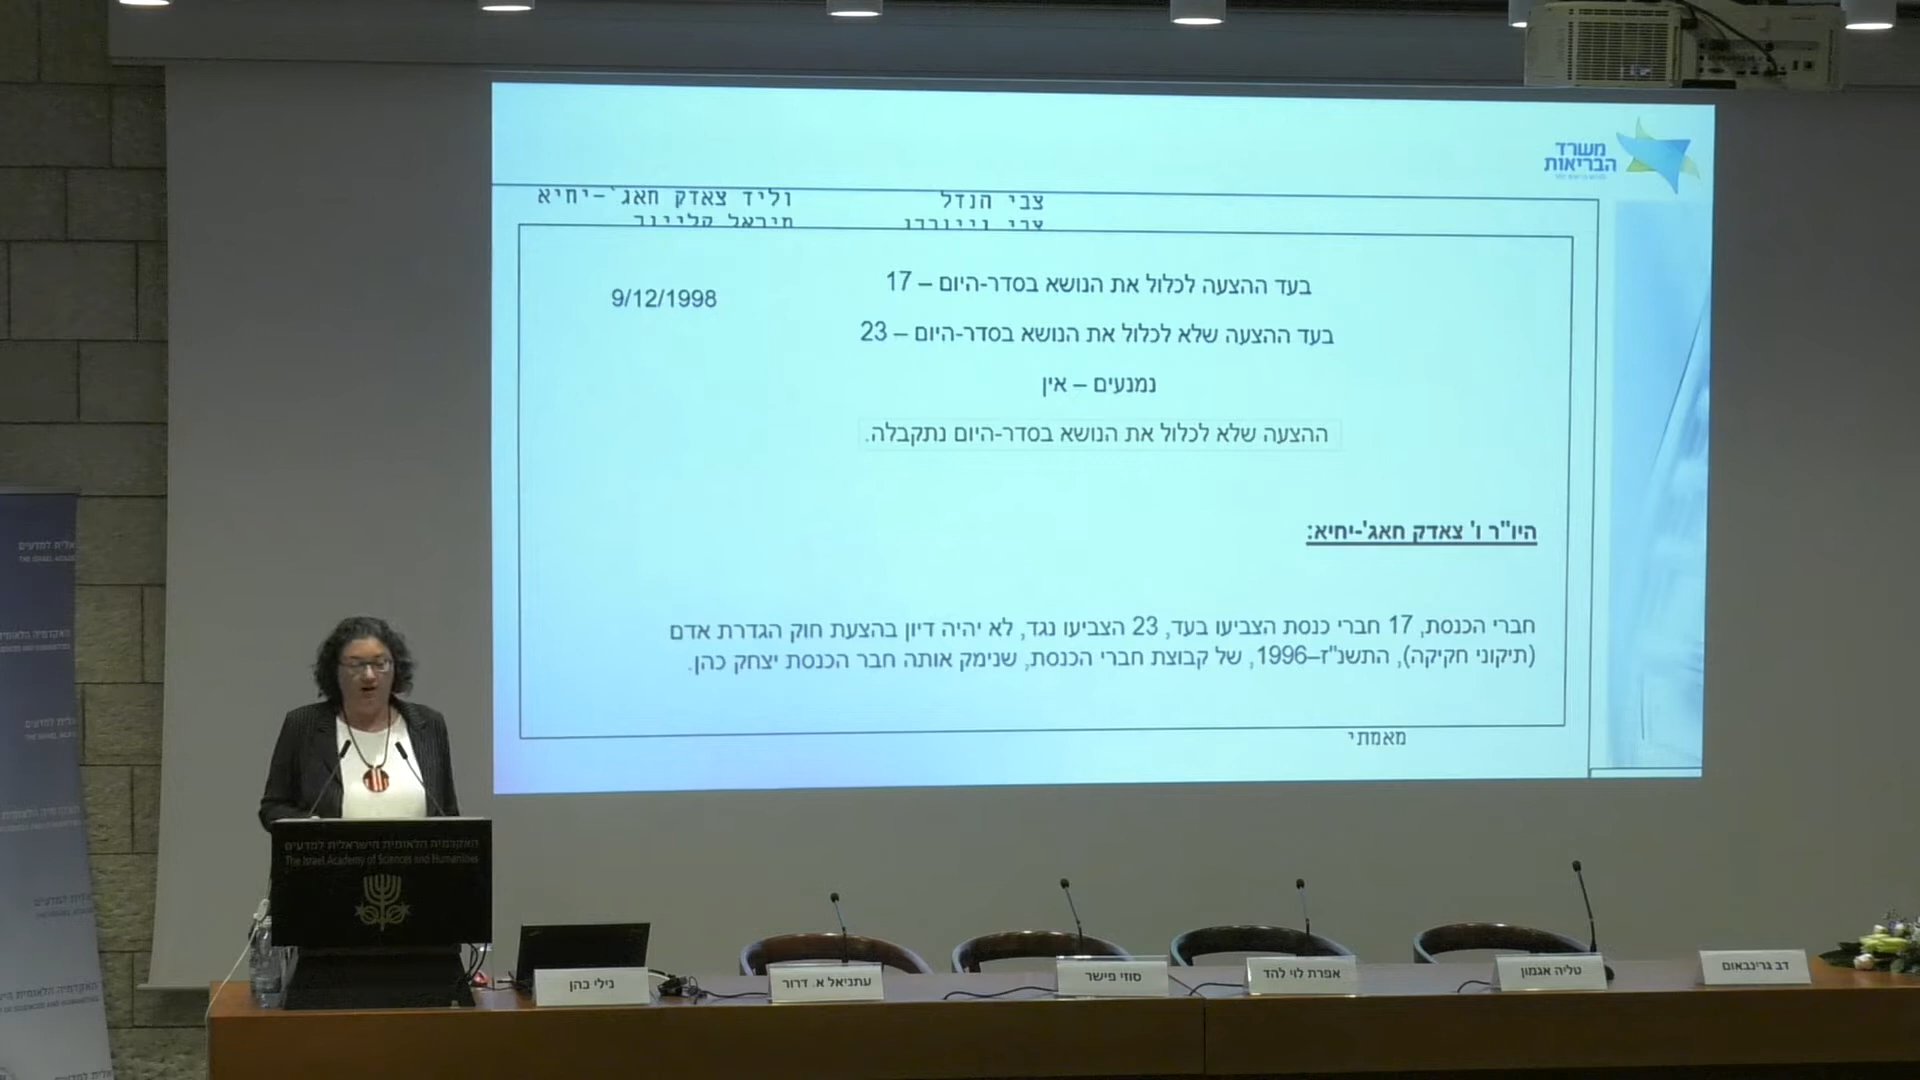 משרד
הבריאות
צבי הנדל
וליד צאדק חאג'-יחיא
בעד ההצעה לכלול את הנושא בסדר-היום – 17
9/12/1998
בעד ההצעה שלא לכלול את הנושא בסדר-היום – 23
נמנעים – אין
ההצעה שלא לכלול את הנושא בסדר-היום נתקבלה.
היו"ר ו' צאדק חאג'-יחיא:
חברי הכנסת, 17 חברי כנסת הצביעו בעד, 23 הצביעו נגד, לא יהיה דיון בהצעת חוק הגדרת אדם
(תיקוני חקיקה), התשנ"ז–1996, של קבוצת חברי הכנסת, שנימק אותה חבר הכנסת יצחק כהן.
האקדמיה הלאומית הישראלית למדעים
The Israel Academy of Sciences and Humanities
נילי כהן
עתניאל א. דרור
סוזי פישר
אפרת לוי להד
טליה אגמון
דב גרינבאום